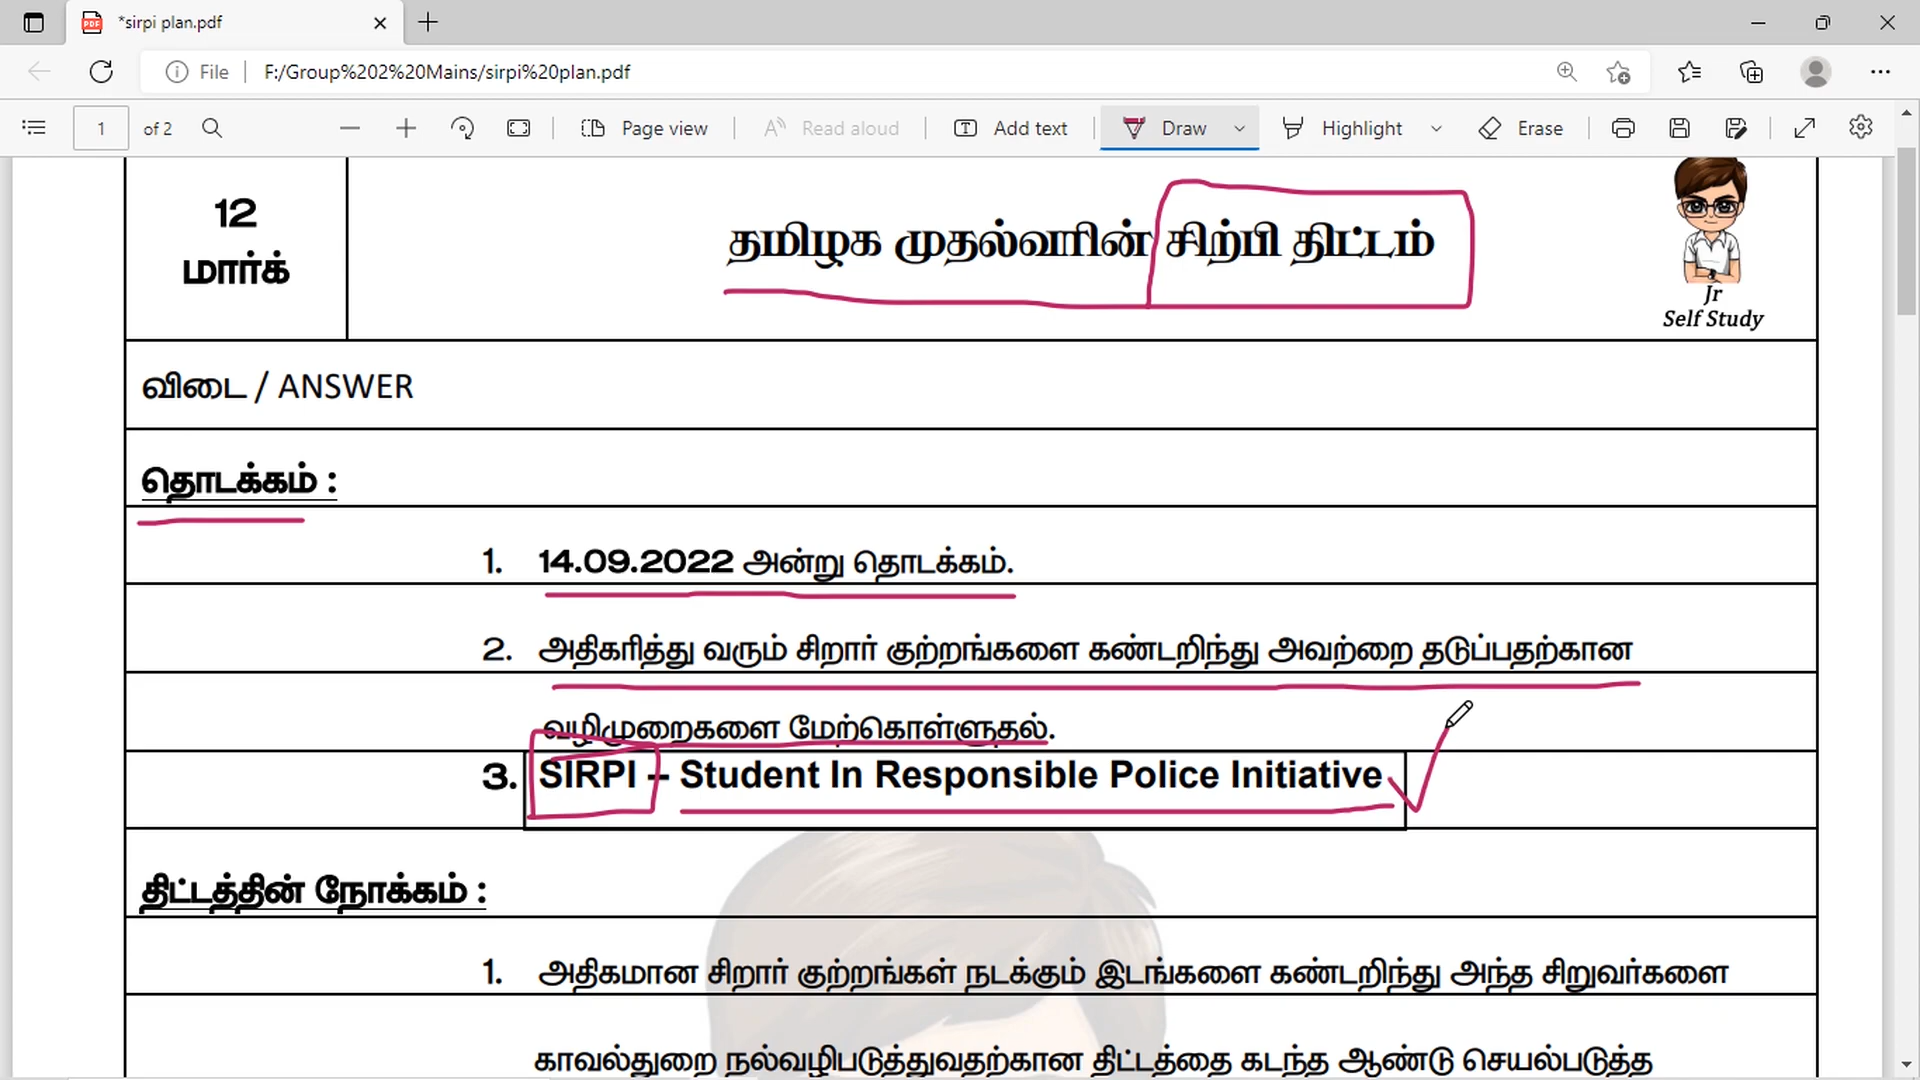 *sirpi plan.pdf
File
F:/Group%202%20Mains/sirpi%20plan.pdf
1 of 2
Page view
Read aloud
Add text
Draw
Highlight
Erase
12
மார்க்
தமிழக முதல்வரின் சிற்பி திட்டம்
Jr
Self Study
விடை / ANSWER
தொடக்கம் :
1. 14.09.2022 அன்று தொடக்கம்.
2. அதிகரித்து வரும் சிறார் குற்றங்களை கண்டறிந்து அவற்றை தடுப்பதற்கான
வழிமுறைகளை மேற்கொள்ளுதல்.
3. SIRPI – Student In Responsible Police Initiative
திட்டத்தின் நோக்கம் :
1. அதிகமான சிறார் குற்றங்கள் நடக்கும் இடங்களை கண்டறிந்து அந்த சிறுவர்களை
காவல்துறை நல்வழிபடுத்துவதற்கான திட்டத்தை கடந்த ஆண்டு செயல்படுத்த